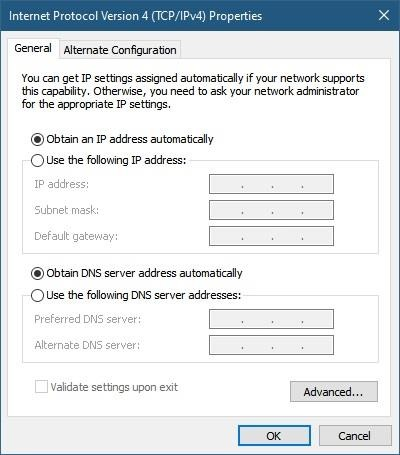 Internet Protocol Version 4 (TCP/IPv4) Properties
General
Alternate Configuration
You can get IP settings assigned automatically if your network supports
this capability. Otherwise, you need to ask your network administrator
for the appropriate IP settings.
Obtain an IP address automatically
Use the following IP address:
IP address:
Subnet mask:
Default gateway:
Obtain DNS server address automatically
Use the following DNS server addresses:
Preferred DNS server:
Alternate DNS server:
Validate settings upon exit
Advanced...
OK
Cancel